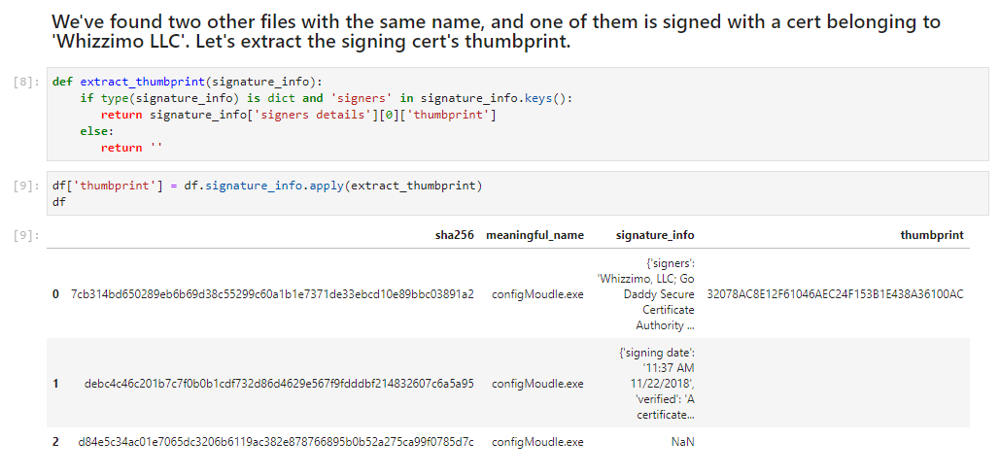 We've found two other files with the same name, and one of them is signed with a cert belonging to
'Whizzimo LLC'. Let's extract the signing cert's thumbprint.
[8]: def extract_thumbprint(signature_info):
if type(signature_info) is dict and 'signers' in signature_info.keys():
return signature_info['signers details'][0]['thumbprint']
else:
return ''
[9]: df['thumbprint'] = df.signature_info.apply(extract_thumbprint)
df
[9]:
sha256 meaningful_name signature_info thumbprint
{'signers':
'Whizzimo, LLC; Go
0 7cb314bd650289eb6b69d38c55299c60a1b1e7371de33ebcd10e89bbc03891a2 configMoudle.exe Daddy Secure 32078AC8E12F61046AEC24F153B1E438A36100AC
Certificate
Authority ...
{'signing date':
'11:37 AM
1 debc4c46c201b7c7f0b0b1cdf732d86d4629e567f9fdddbf214832607c6a5a95 configMoudle.exe 11/22/2018',
'verified': 'A
certificate...
2 d84e5c34ac01e7065dc3206b6119ac382e878766895b0b52a275ca99f0785d7c configMoudle.exe NaN